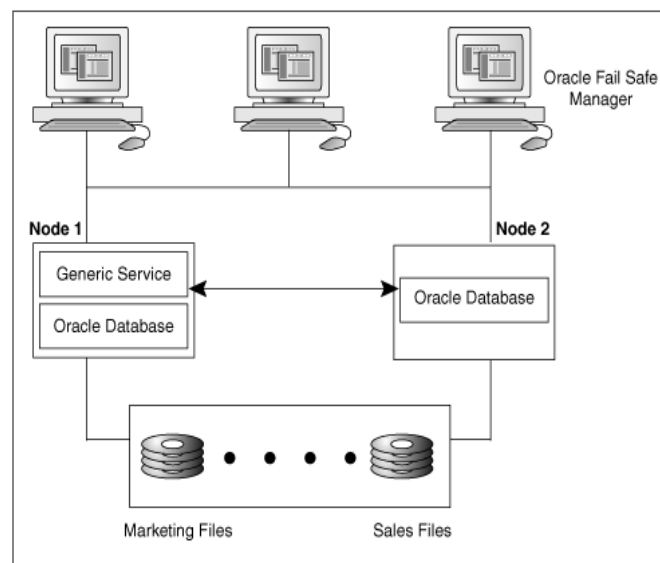 Oracle Fail Safe
Manager
Node 1
Node 2
Generic Service
Oracle Database
Oracle Database
Marketing Files
Sales Files